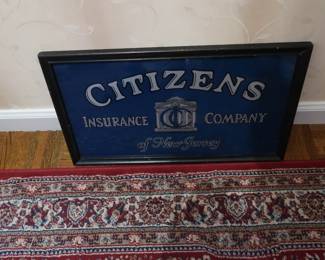 CITIZENS
INSURANCE COMPANY
of New Jersey